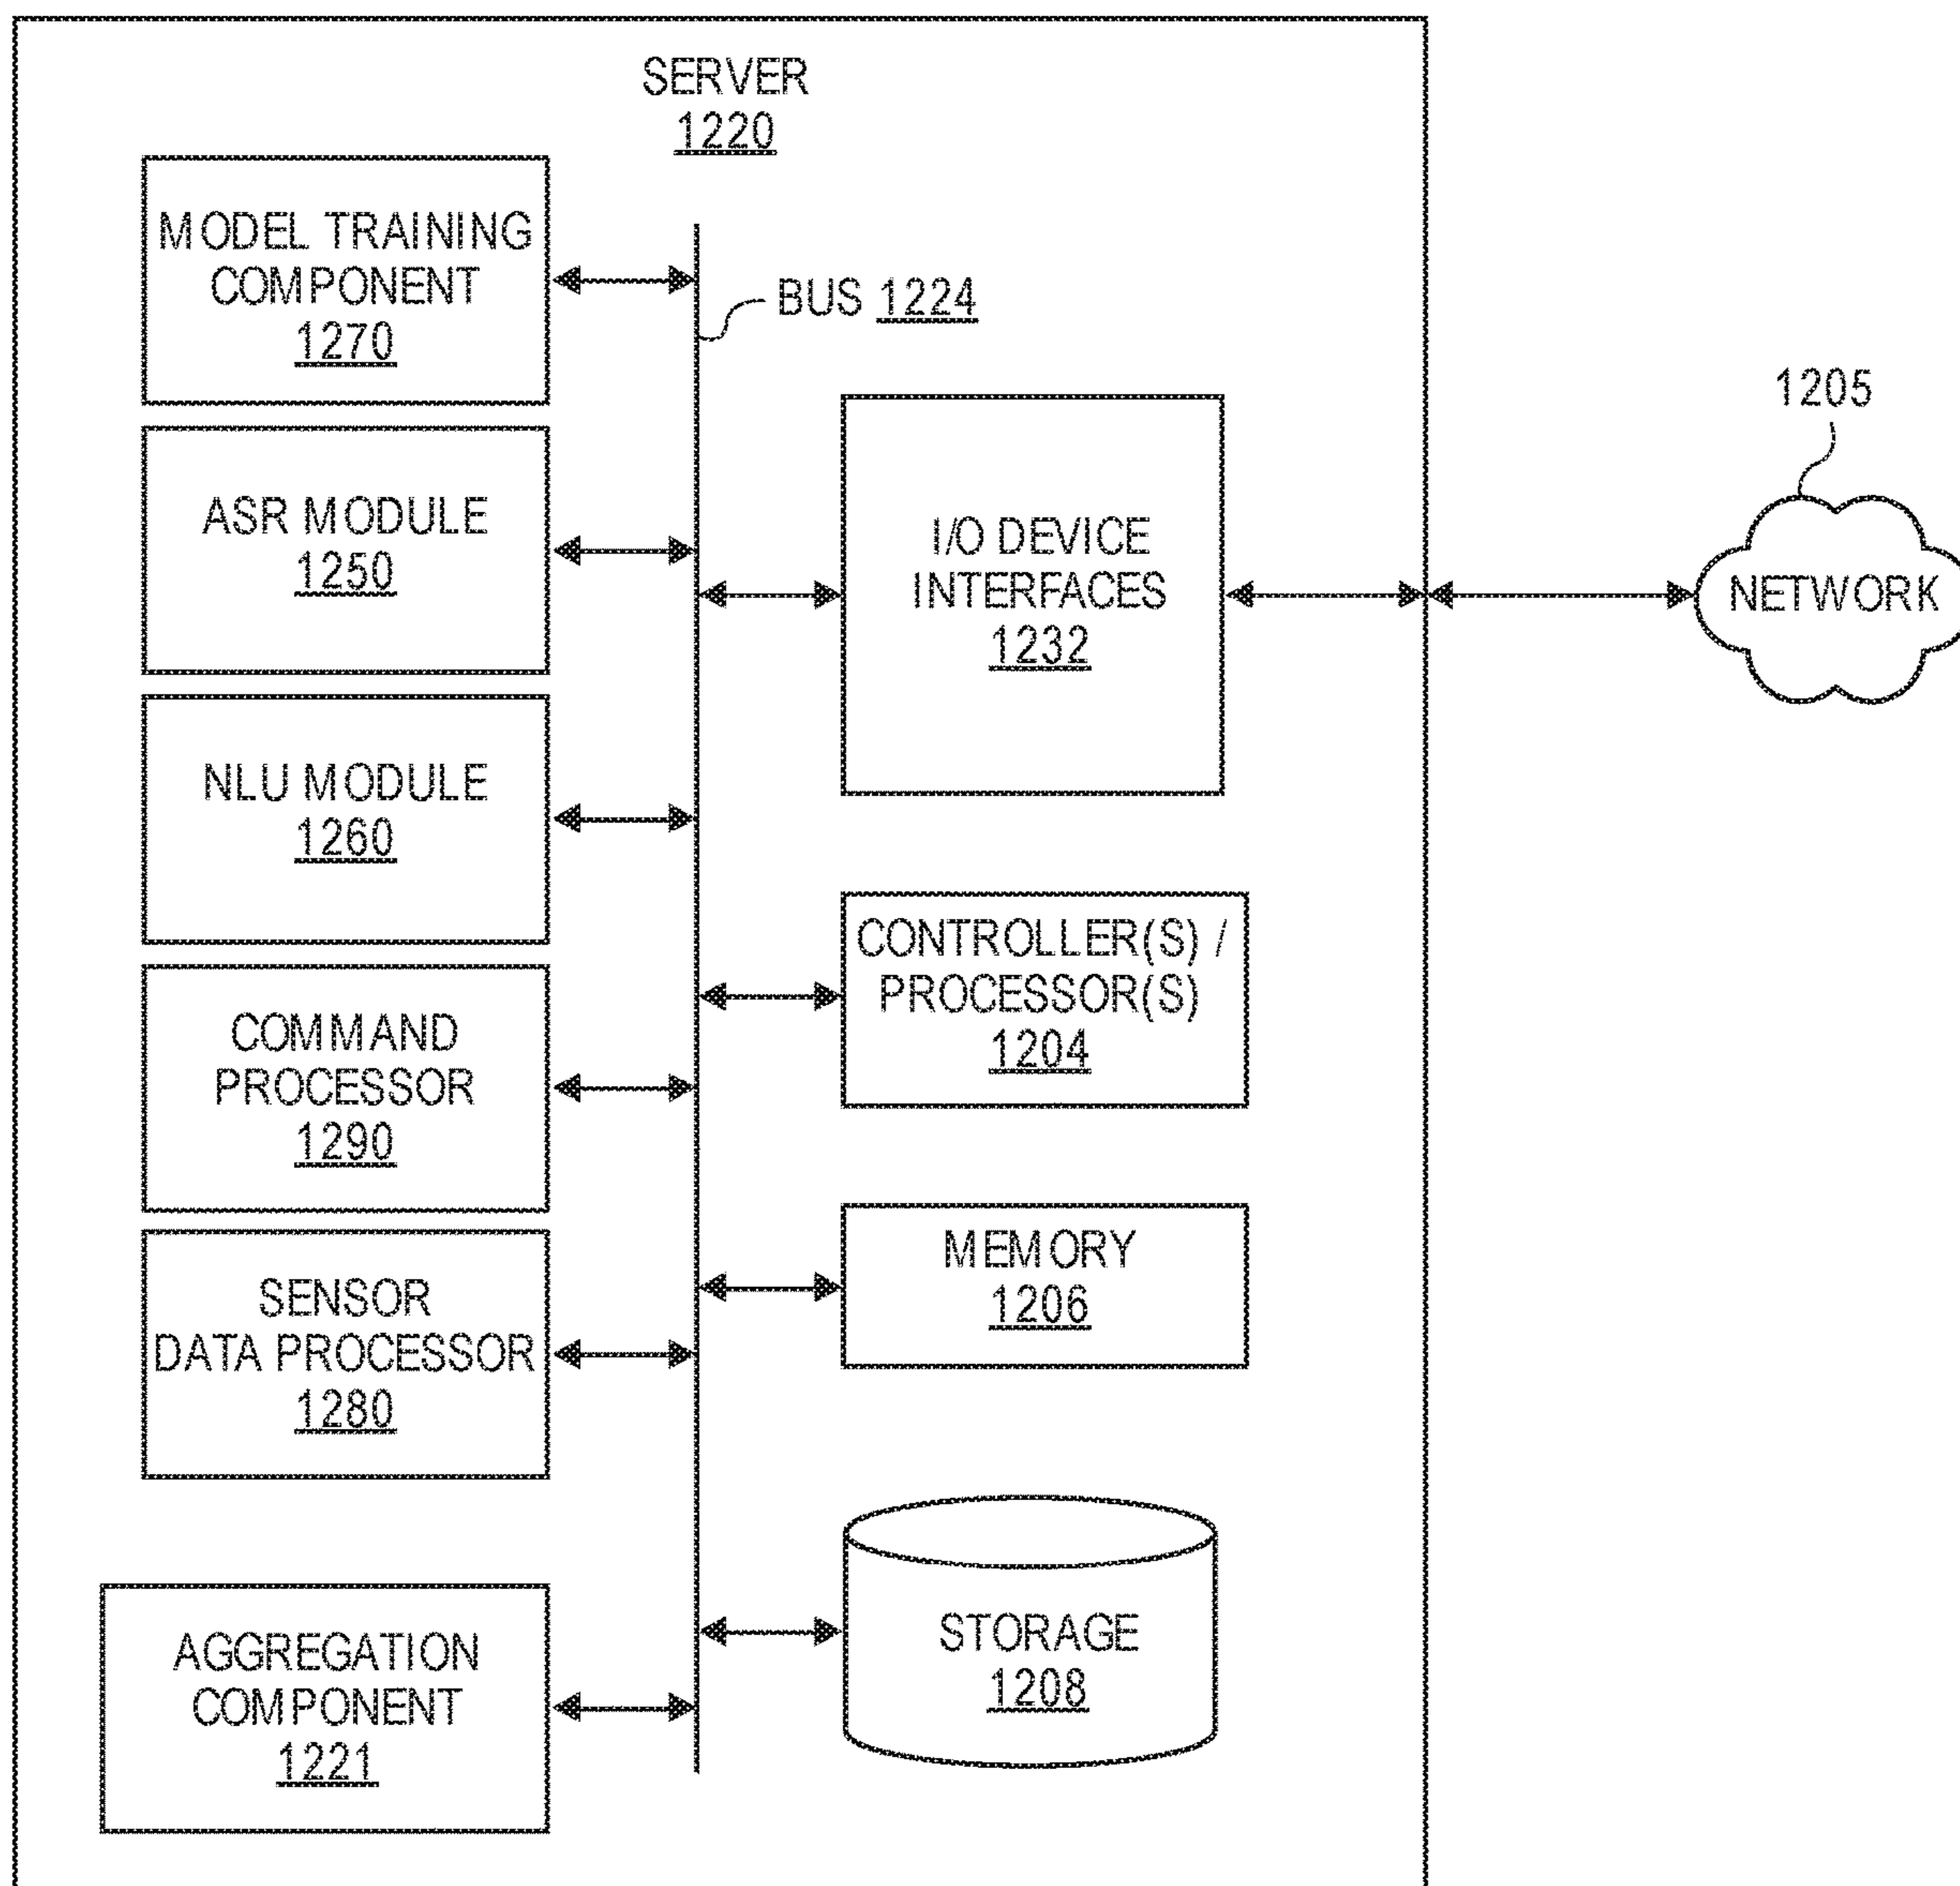 SERVER
1220
MODEL TRAINING
COMPONENT
1270
BUS 1224
ASR MODULE
1250
I/O DEVICE
INTERFACES
1232
1205
NETWORK
NLU MODULE
1260
CONTROLLER(S) /
PROCESSOR(S)
1204
COMMAND
PROCESSOR
1290
MEMORY
1206
SENSOR
DATA PROCESSOR
1280
STORAGE
1208
AGGREGATION
COMPONENT
1221